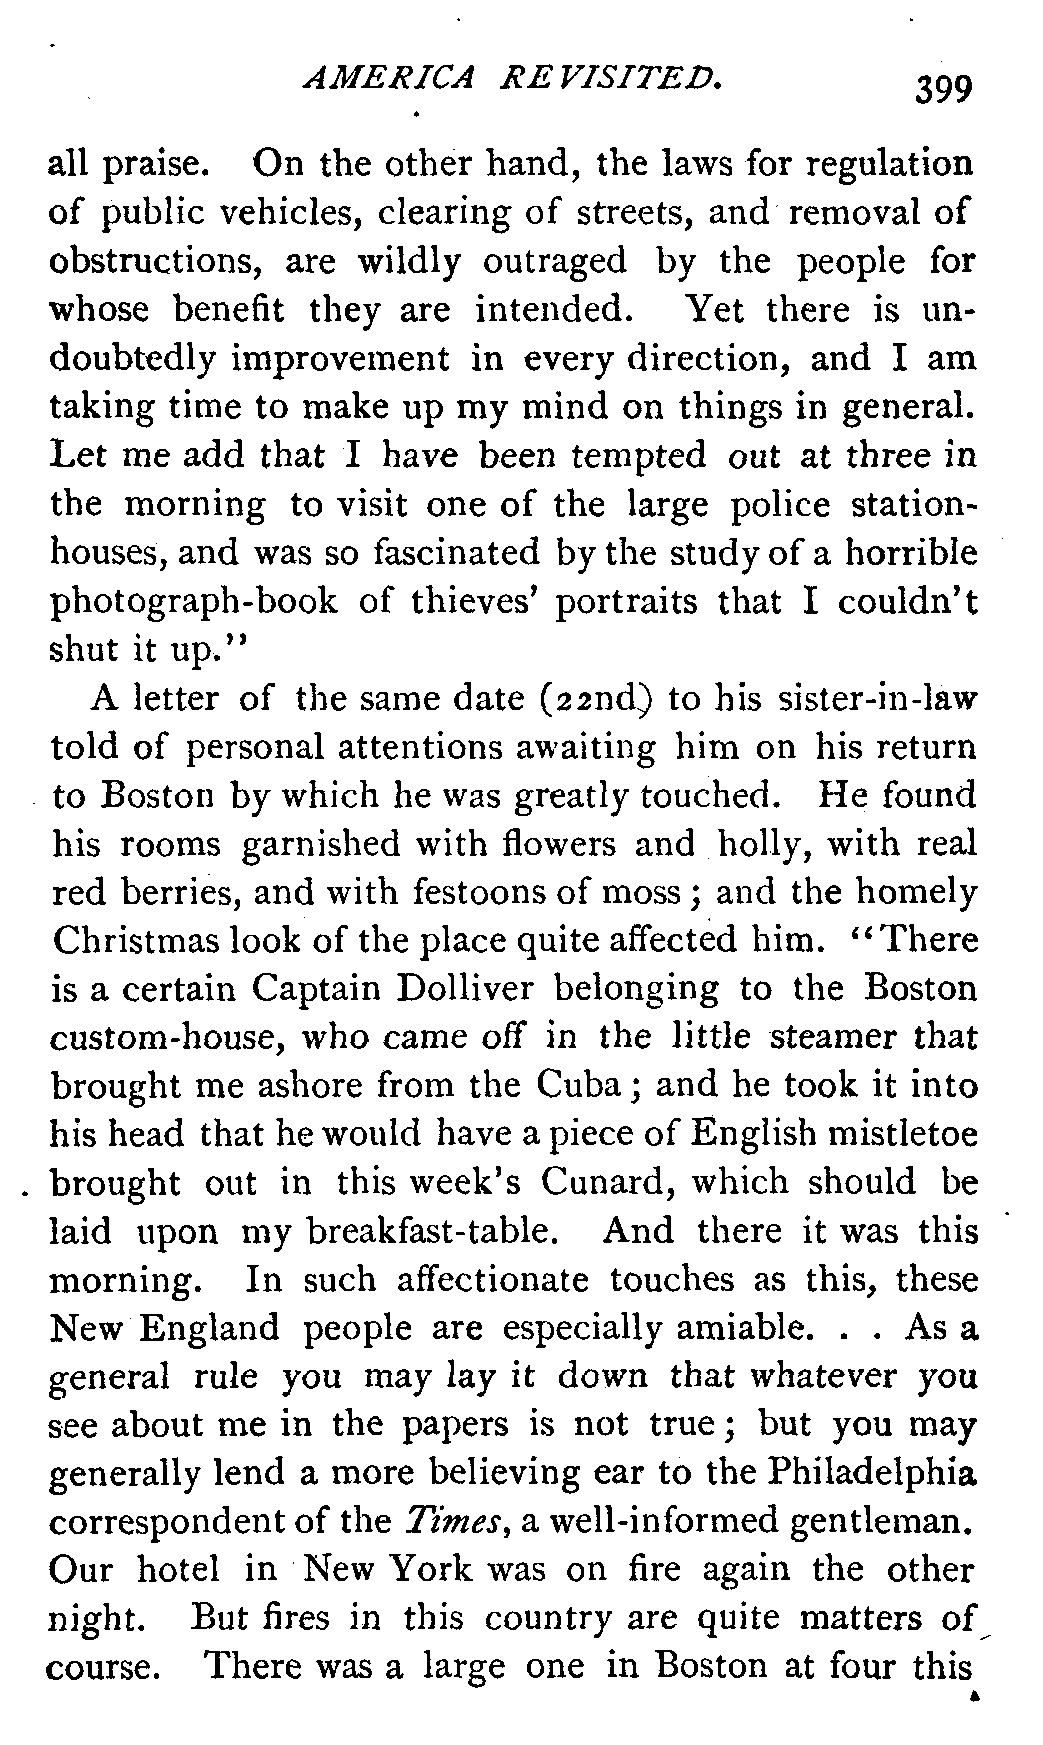 AMERICA REVISITED. 399
all praise. On the other hand, the laws for regulation
of public vehicles, clearing of streets, and removal of
obstructions, are wildly outraged by the people for
whose benefit they are intended. Yet there is un-
doubtedly improvement in every direction, and I am
taking time to make up my mind on things in general.
Let me add that I have been tempted out at three in
the morning to visit one of the large police station-
houses, and was so fascinated by the study of a horrible
photograph-book of thieves' portraits that I couldn't
shut it up."
A letter of the same date (22nd) to his sister-in-law
told of personal attentions awaiting him on his return
to Boston by which he was greatly touched. He found
his rooms garnished with flowers and holly, with real
red berries, and with festoons of moss; and the homely
Christmas look of the place quite affected him. "There
is a certain Captain Dolliver belonging to the Boston
custom-house, who came off in the little steamer that
brought me ashore from the Cuba; and he took it into
his head that he would have a piece of English mistletoe
brought out in this week's Cunard, which should be
laid upon my breakfast-table. And there it was this
morning. In such affectionate touches as this, these
New England people are especially amiable. . . As a
general rule you may lay it down that whatever you
see about me in the papers is not true; but you may
generally lend a more believing ear to the Philadelphia
correspondent of the Times, a well-informed gentleman.
Our hotel in New York was on fire again the other
night. But fires in this country are quite matters of
course. There was a large one in Boston at four this